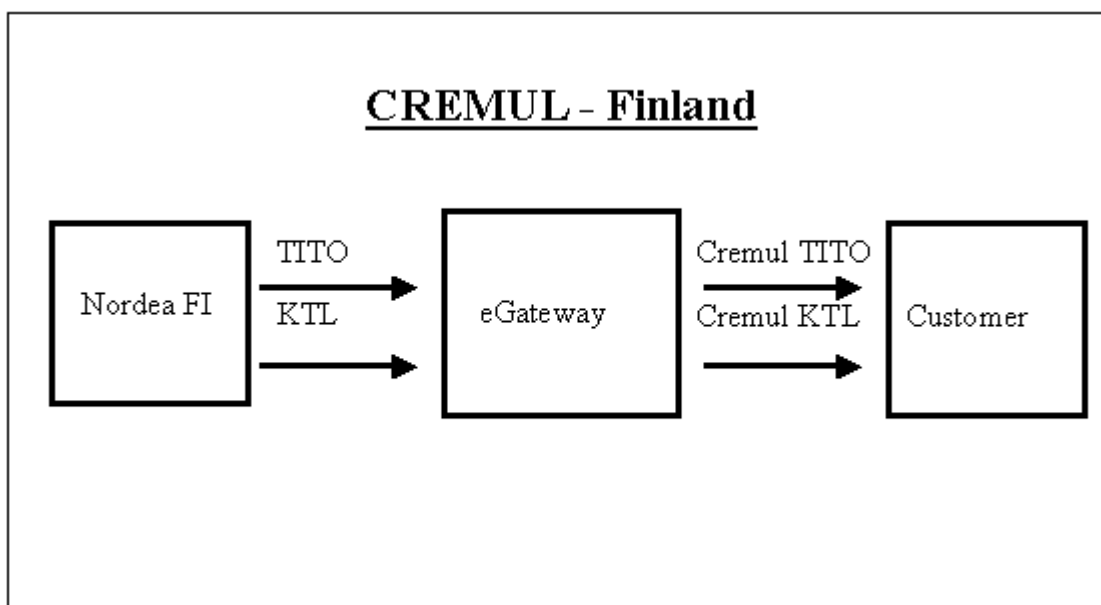 CREMUL - Finland
TITO
Cremul TITO
Nordea FI
KTL
eGateway
Cremul KTL
Customer